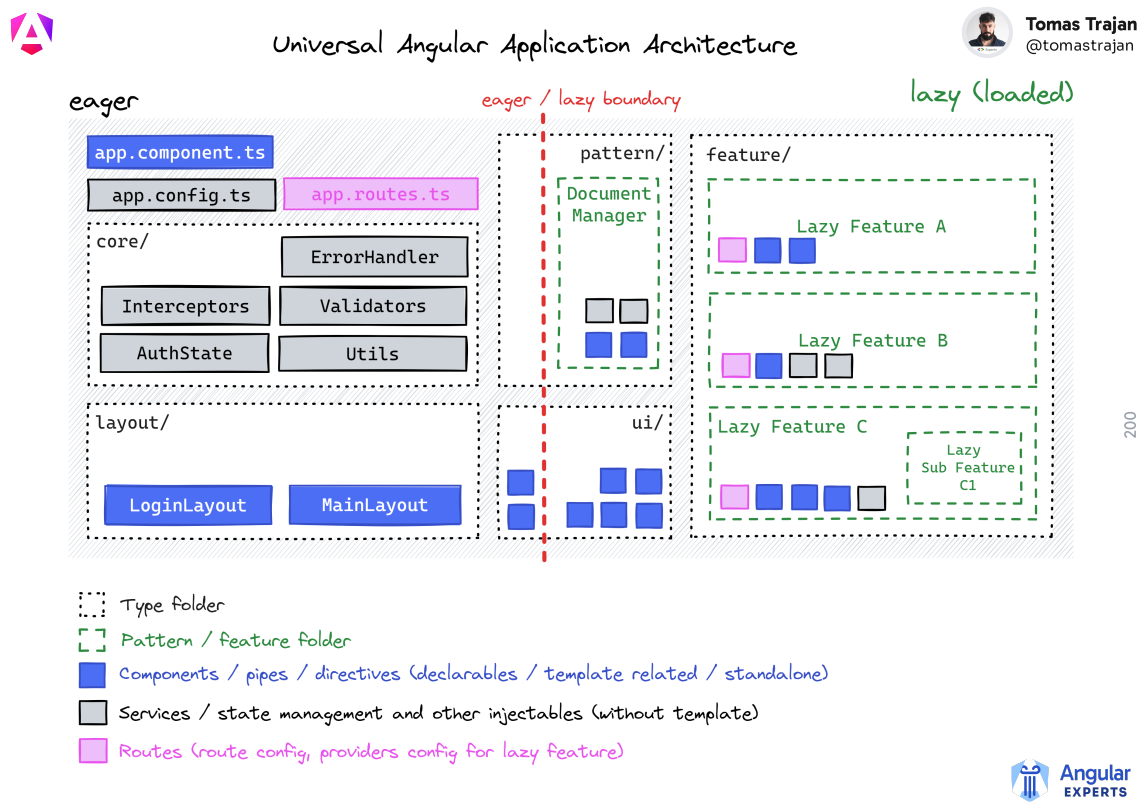 Universal Angular Application Architecture
Tomas Trajan
@tomastrajan
eager
eager / lazy boundary
lazy (loaded)
app.component.ts
app.config.ts
app.routes.ts
core/
ErrorHandler
Interceptors
Validators
AuthState
Utils
layout/
LoginLayout
MainLayout
pattern/
Document
Manager
ui/
feature/
Lazy Feature A
Lazy Feature B
Lazy Feature C
Lazy
Sub Feature
C1
200
Type folder
Pattern / feature folder
Components / pipes / directives (declarables / template related / standalone)
Services / state management and other injectables (without template)
Routes (route config, providers config for lazy feature)
Angular
EXPERTS